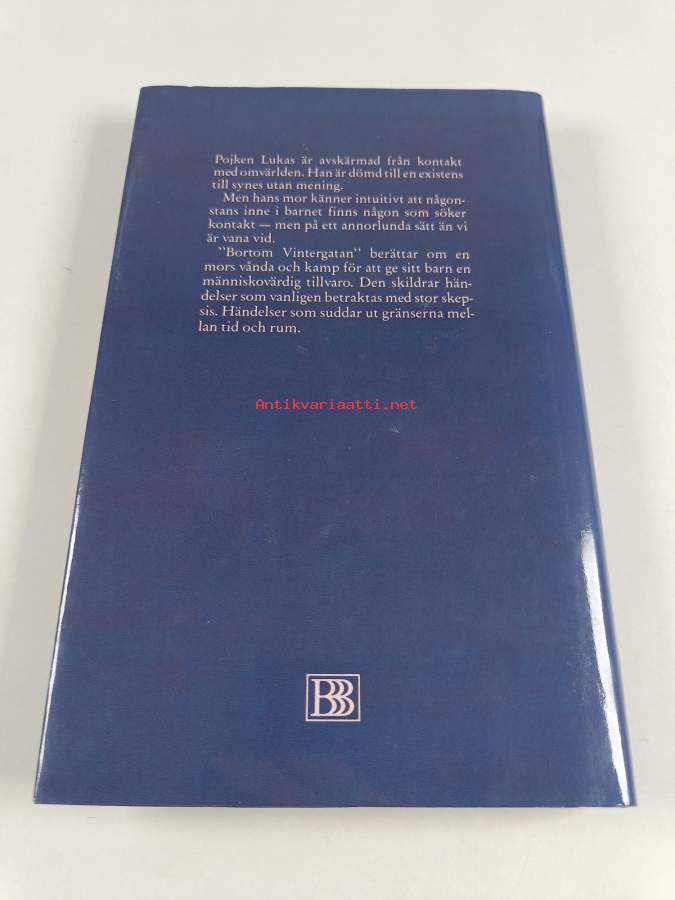 Pojken Lukas är avskärmad från kontakt
med omvärlden. Han är dömd till en existens
till synes utan mening.
Men hans mor känner intuitivt att någon-
stans inne i barnet finns någon som söker
kontakt — men på ett annorlunda sätt än vi
är vana vid.
"Bortom Vintergatan" berättar om en
mors vånda och kamp för att ge sitt barn en
människovärdig tillvaro. Den skildrar hän-
delser som vanligen betraktas med stor skep-
sis. Händelser som suddar ut gränserna mel-
lan tid och rum.
Antikvariaatti.net
BBB